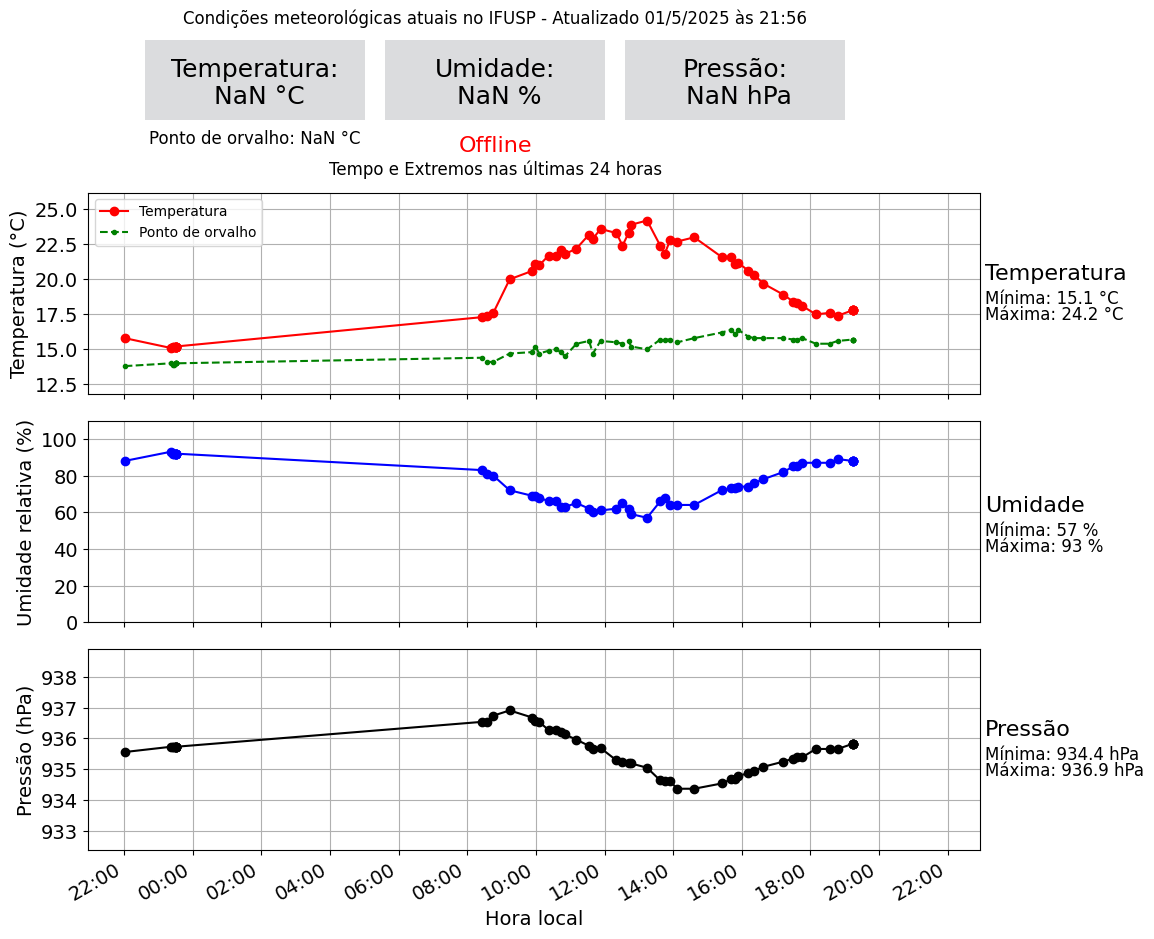 Condições meteorológicas atuais no IFUSP - Atualizado 01/5/2025 às 21:56
Temperatura:
NaN °C
Umidade:
NaN %
Pressão:
NaN hPa
Ponto de orvalho: NaN °C
Offline
Tempo e Extremos nas últimas 24 horas
Temperatura (°C)
25.0
22.5
20.0
17.5
15.0
12.5
Temperatura
Ponto de orvalho
Temperatura
Mínima: 15.1 °C
Máxima: 24.2 °C
Umidade relativa (%)
100
80
60
40
20
0
Umidade
Mínima: 57 %
Máxima: 93 %
Pressão (hPa)
938
937
936
935
934
933
Pressão
Mínima: 934.4 hPa
Máxima: 936.9 hPa
22:00 00:00 02:00 04:00 06:00 08:00 10:00 12:00 14:00 16:00 18:00 20:00 22:00
Hora local